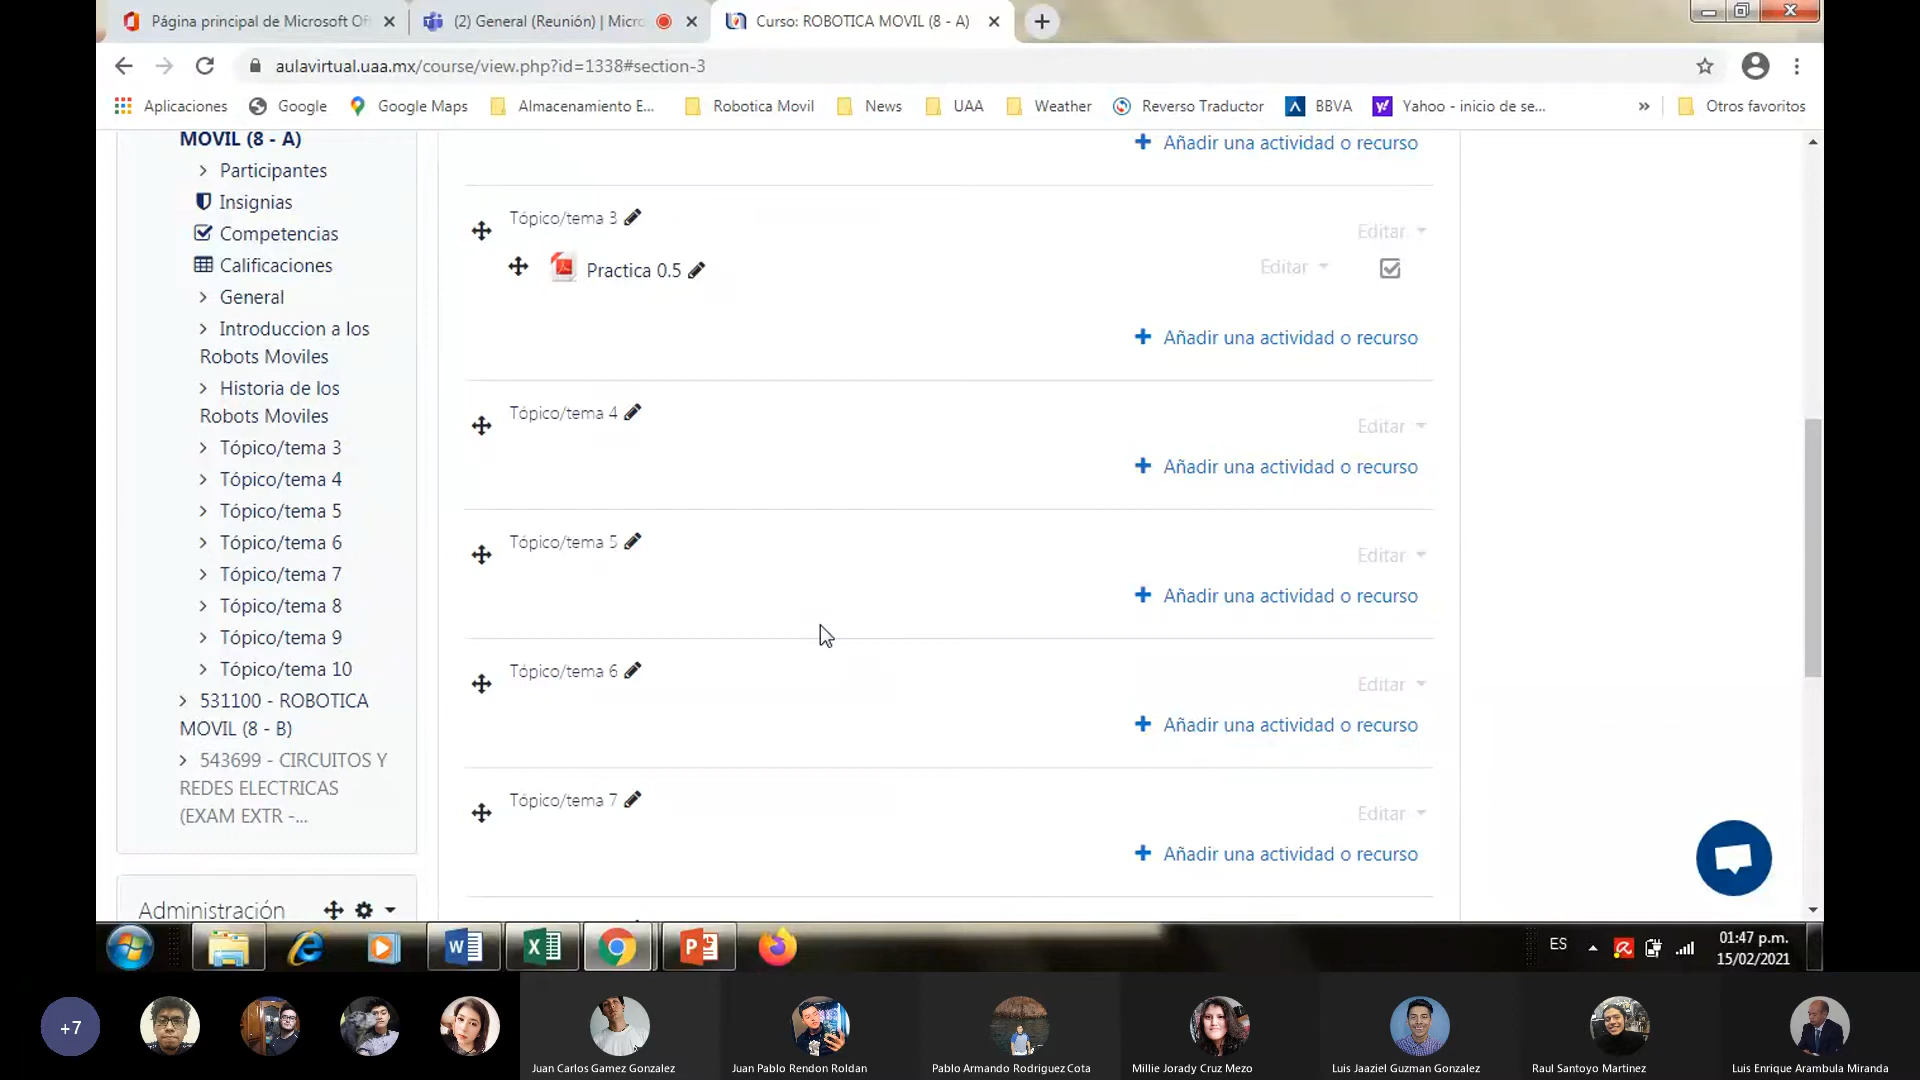 Página principal de Microsoft Of
(2) General (Reunión) | Micro
Curso: ROBOTICA MOVIL (8 - A)
aulavirtual.uaa.mx/course/view.php?id=1338#section-3
Aplicaciones
Google
Google Maps
Almacenamiento E...
Robotica Movil
News
UAA
Weather
Reverso Traductor
BBVA
Yahoo - inicio de se...
»
Otros favoritos
MOVIL (8 - A)
Participantes
Insignias
Competencias
Calificaciones
General
Introduccion a los
Robots Moviles
Historia de los
Robots Moviles
Tópico/tema 3
Tópico/tema 4
Tópico/tema 5
Tópico/tema 6
Tópico/tema 7
Tópico/tema 8
Tópico/tema 9
Tópico/tema 10
531100 - ROBOTICA
MOVIL (8 - B)
543699 - CIRCUITOS Y
REDES ELECTRICAS
(EXAM EXTR -...
Administración
Añadir una actividad o recurso
Tópico/tema 3
Editar
Practica 0.5
Editar
Añadir una actividad o recurso
Tópico/tema 4
Editar
Añadir una actividad o recurso
Tópico/tema 5
Editar
Añadir una actividad o recurso
Tópico/tema 6
Editar
Añadir una actividad o recurso
Tópico/tema 7
Editar
Añadir una actividad o recurso
ES
01:47 p.m.
15/02/2021
+7
Juan Carlos Gamez Gonzalez
Juan Pablo Rendon Roldan
Pablo Armando Rodriguez Cota
Millie Jorady Cruz Mezo
Luis Jaaziel Guzman Gonzalez
Raul Santoyo Martinez
Luis Enrique Arambula Miranda